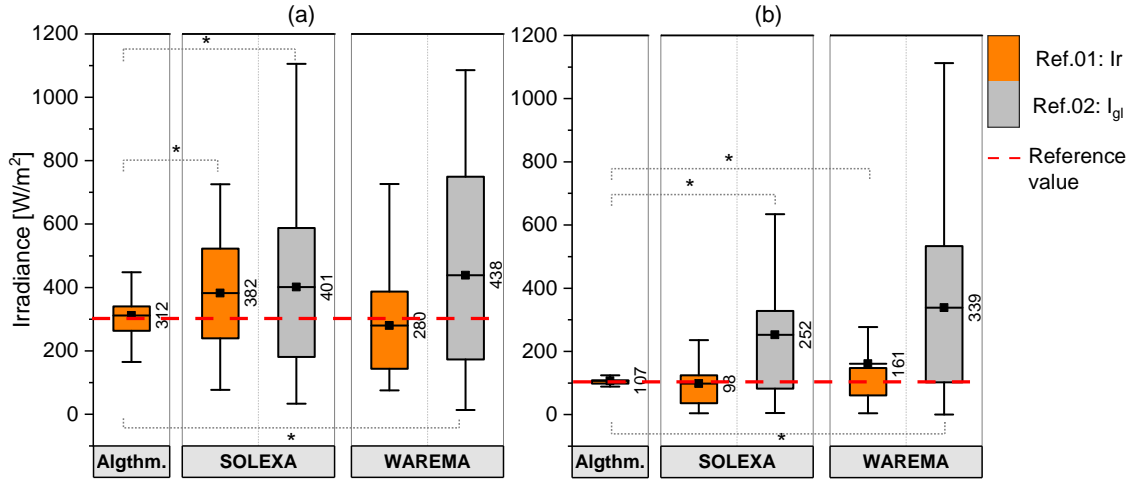 (a)
(b)
Irradiance [W/m²]
1200
1000
800
600
400
200
0
*
*
*
312
382
401
280
438
Algthm.
SOLEXA
WAREMA
1200
1000
800
600
400
200
0
*
*
*
107
98
252
161
339
Algthm.
SOLEXA
WAREMA
Ref.01: Ir
Ref.02: Igl
Reference
value